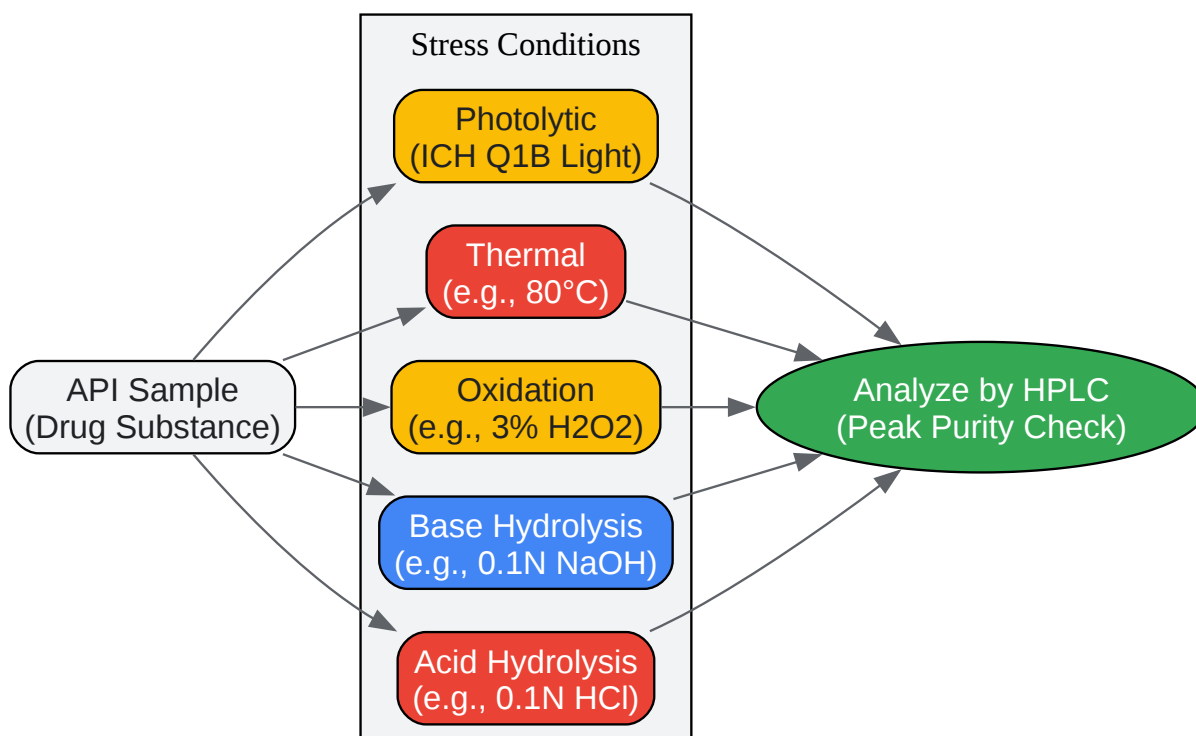 Stress Conditions
Photolytic
(ICH Q1B Light)
Thermal
(e.g., 80°C)
API Sample
(Drug Substance)
Oxidation
(e.g., 3% H2O2)
Analyze by HPLC
(Peak Purity Check)
Base Hydrolysis
(e.g., 0.1N NaOH)
Acid Hydrolysis
(e.g., 0.1N HCl)